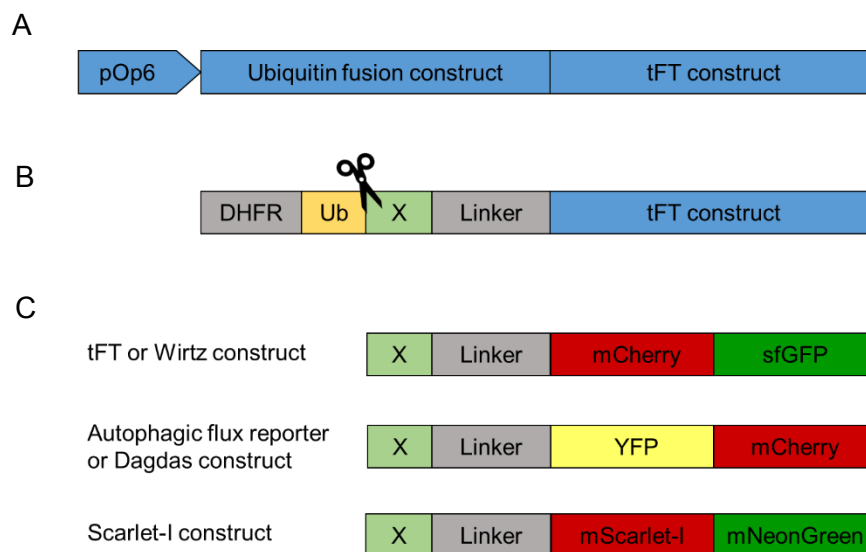 A
pOp6 Ubiquitin fusion construct tFT construct
B
DHFR Ub X Linker tFT construct
C
tFT or Wirtz construct X Linker mCherry sfGFP
Autophagic flux reporter
or Dagdas construct X Linker YFP mCherry
Scarlet-I construct X Linker mScarlet-I mNeonGreen